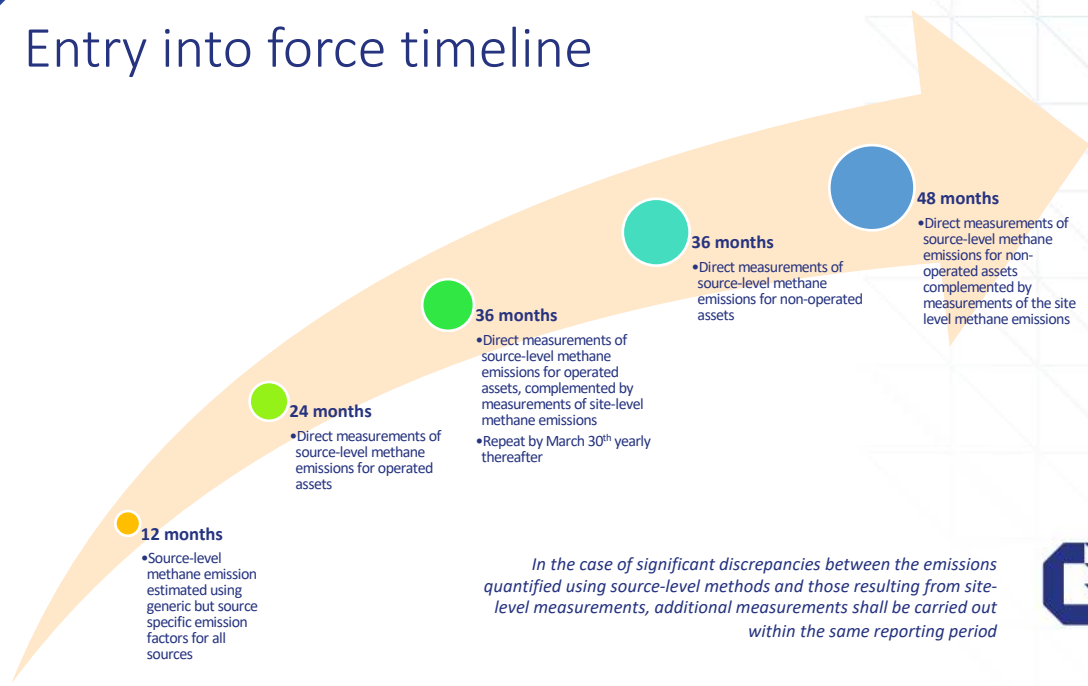 Entry into force timeline
12 months
•Source-level
methane emission
estimated using
generic but source
specific emission
factors for all
sources
24 months
•Direct measurements of
source-level methane
emissions for operated
assets
36 months
•Direct measurements of
source-level methane
emissions for operated
assets, complemented by
measurements of site-level
methane emissions
•Repeat by March 30th yearly
thereafter
36 months
•Direct measurements of
source-level methane
emissions for non-operated
assets
48 months
•Direct measurements of
source-level methane
emissions for non-
operated assets
complemented by
measurements of the site
level methane emissions
In the case of significant discrepancies between the emissions
quantified using source-level methods and those resulting from site-
level measurements, additional measurements shall be carried out
within the same reporting period